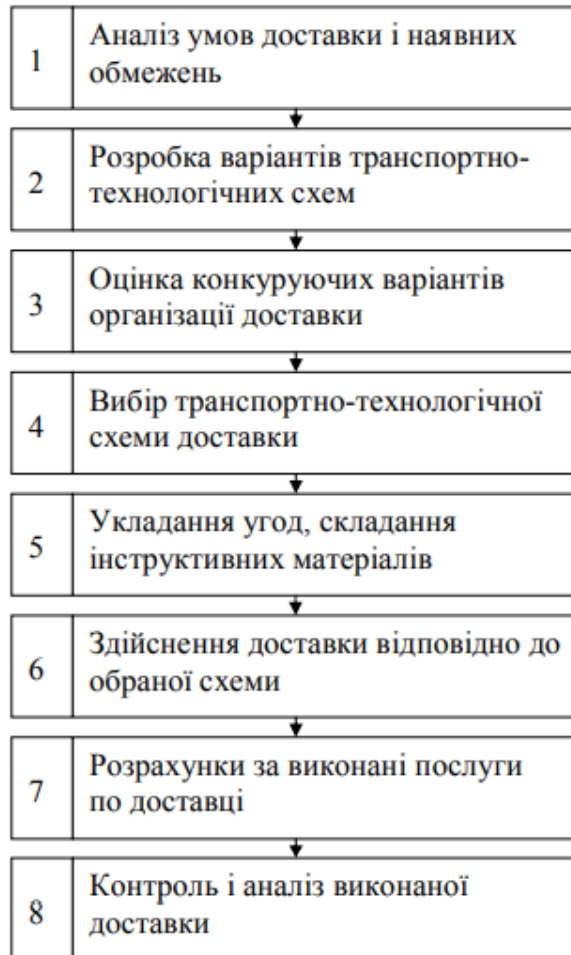 1
Аналіз умов доставки і наявних
обмежень
2
Розробка варіантів транспортно-
технологічних схем
3
Оцінка конкуруючих варіантів
організації доставки
4
Вибір транспортно-технологічної
схеми доставки
5
Укладання угод, складання
інструктивних матеріалів
6
Здійснення доставки відповідно до
обраної схеми
7
Розрахунки за виконані послуги
по доставці
8
Контроль і аналіз виконаної
доставки